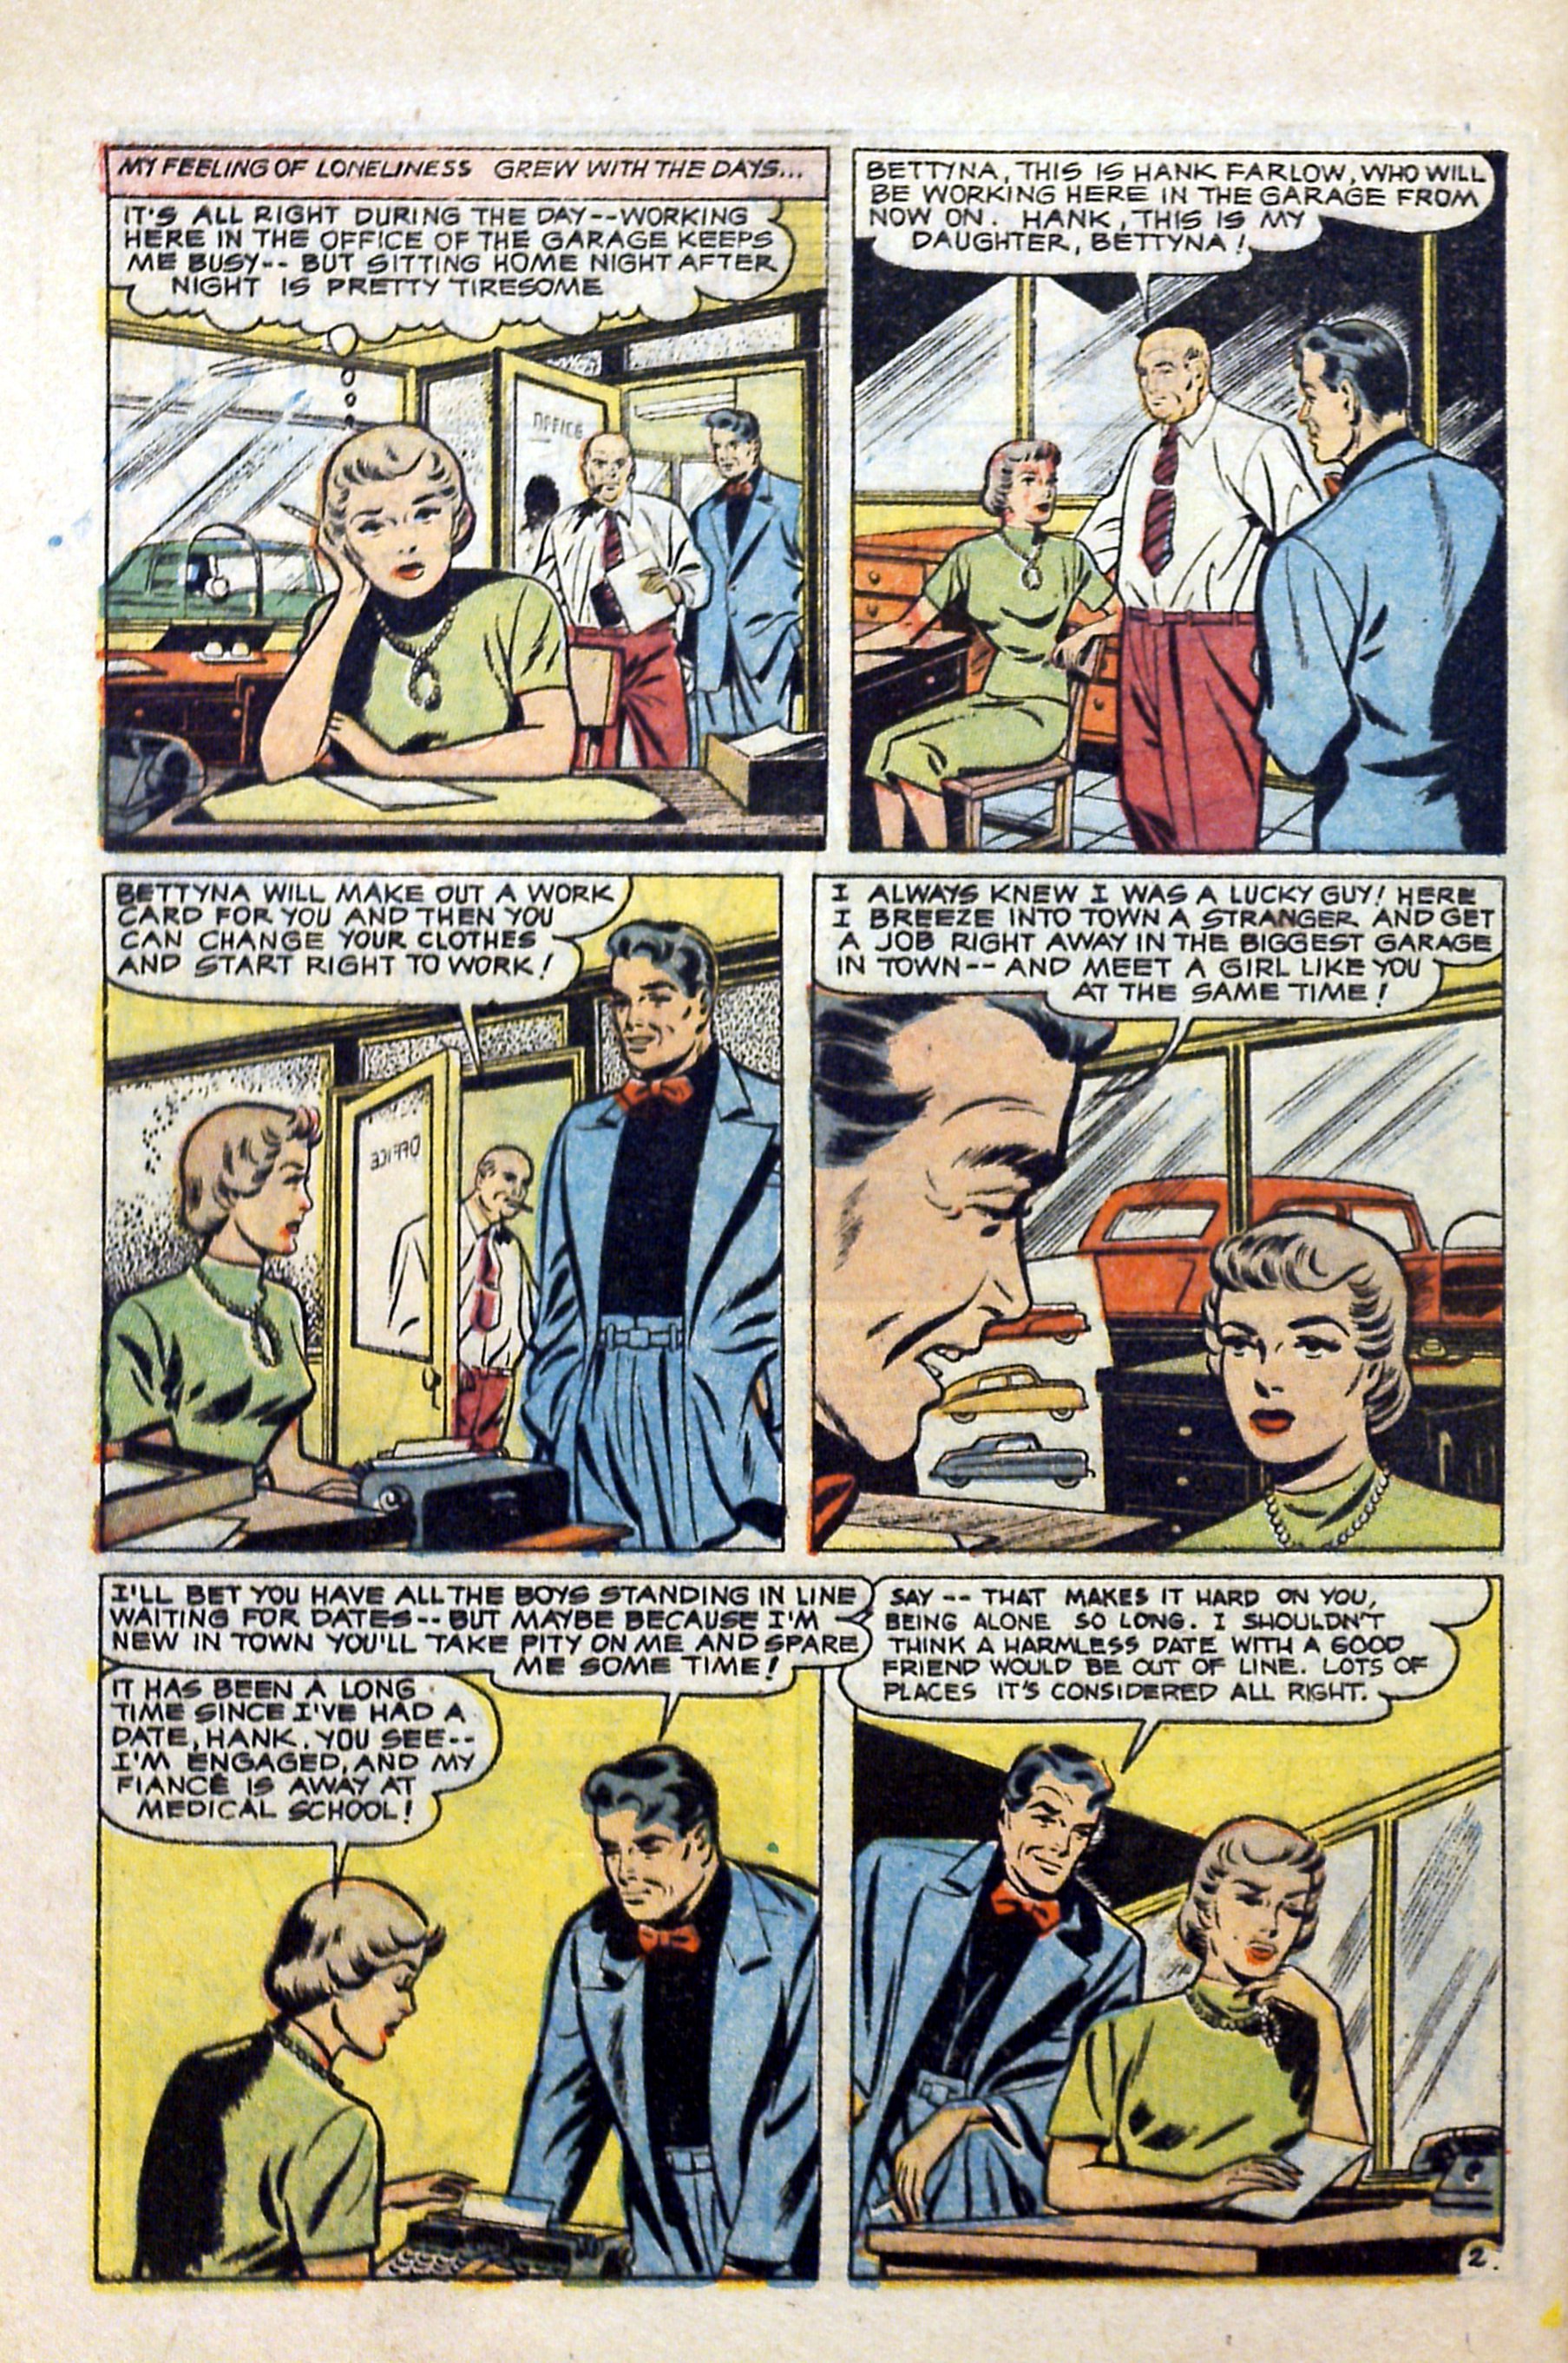 MY FEELING OF LONELINESS GREW WITH THE DAYS...
IT'S ALL RIGHT DURING THE DAY--WORKING
HERE IN THE OFFICE OF THE GARAGE KEEPS
ME BUSY-- BUT SITTING HOME NIGHT AFTER
NIGHT IS PRETTY TIRESOME
OFFICE
BETTYNA, THIS IS HANK FARLOW, WHO WILL
BE WORKING HERE IN THE GARAGE FROM
NOW ON. HANK, THIS IS MY
DAUGHTER, BETTYNA!
BETTYNA WILL MAKE OUT A WORK
CARD FOR YOU AND THEN YOU
CAN CHANGE YOUR CLOTHES
AND START RIGHT TO WORK!
OFFICE
I ALWAYS KNEW I WAS A LUCKY GUY! HERE
I BREEZE INTO TOWN A STRANGER AND GET
A JOB RIGHT AWAY IN THE BIGGEST GARAGE
IN TOWN-- AND MEET A GIRL LIKE YOU
AT THE SAME TIME!
I'LL BET YOU HAVE ALL THE BOYS STANDING IN LINE
WAITING FOR DATES--BUT MAYBE BECAUSE I'M
NEW IN TOWN YOU'LL TAKE PITY ON ME AND SPARE
ME SOME TIME!
IT HAS BEEN A LONG
TIME SINCE I'VE HAD A
DATE, HANK. YOU SEE--
I'M ENGAGED, AND MY
FIANCÉ IS AWAY AT
MEDICAL SCHOOL!
SAY -- THAT MAKES IT HARD ON YOU,
BEING ALONE SO LONG. I SHOULDN'T
THINK A HARMLESS DATE WITH A GOOD
FRIEND WOULD BE OUT OF LINE. LOTS OF
PLACES IT'S CONSIDERED ALL RIGHT.
2.